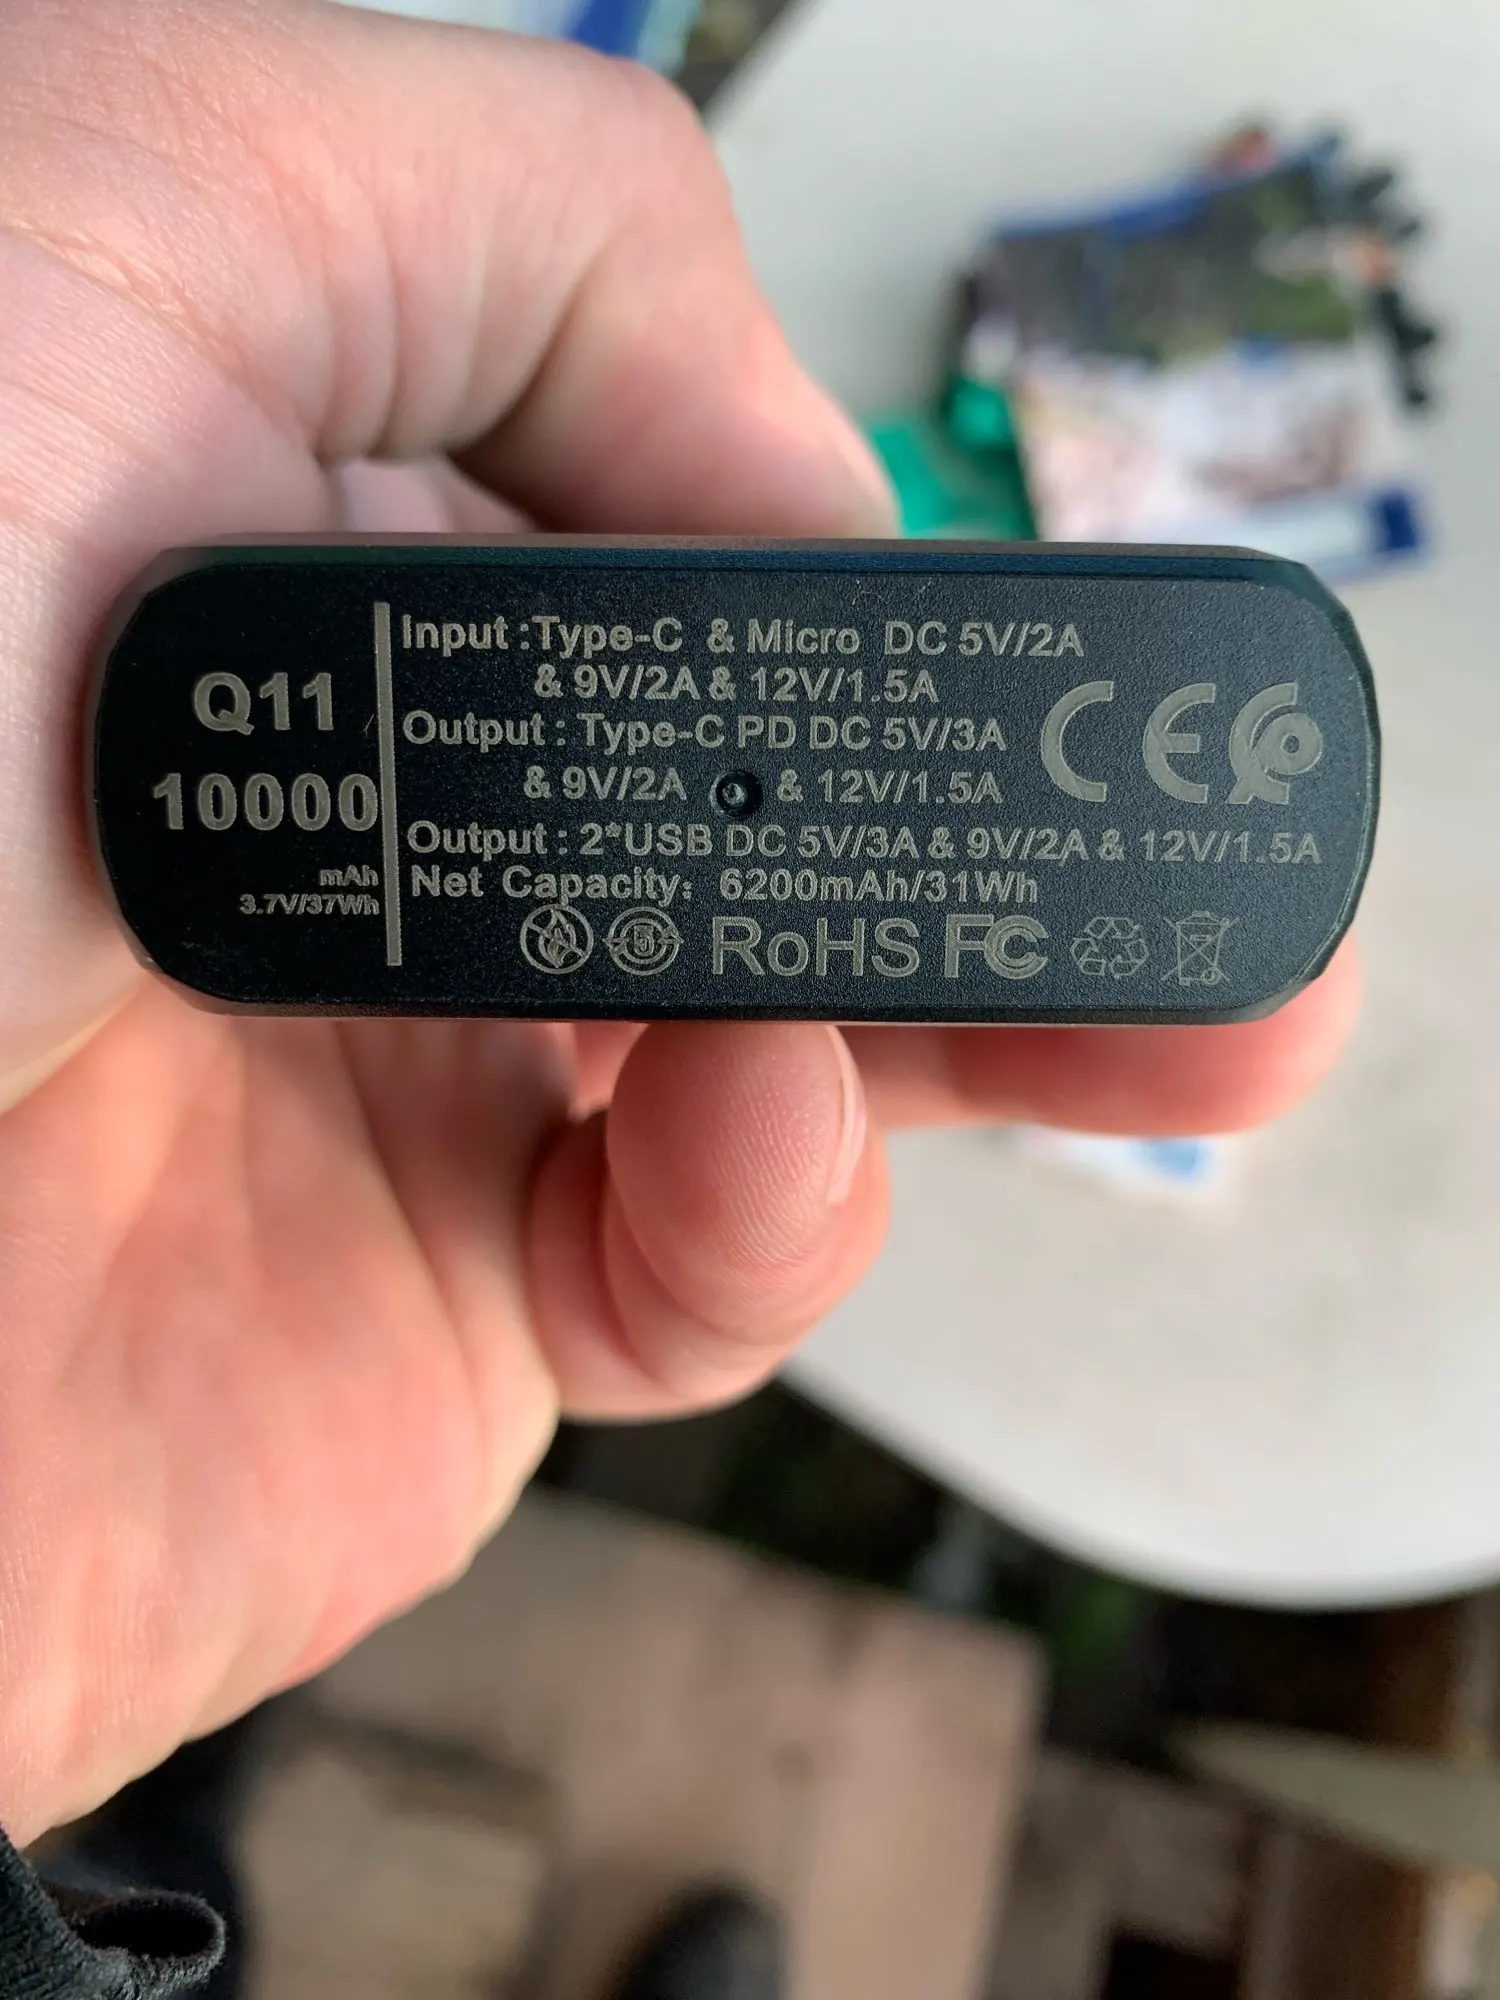 Q11
10000
mAh
3.7V/37Wh
Input :Type-C & Micro DC 5V/2A
& 9V/2A & 12V/1.5A
Output : Type-C PD DC 5V/3A
& 9V/2A & 12V/1.5A
Output : 2*USB DC 5V/3A & 9V/2A & 12V/1.5A
Net Capacity: 6200mAh/31Wh
CE
5
RoHS FC